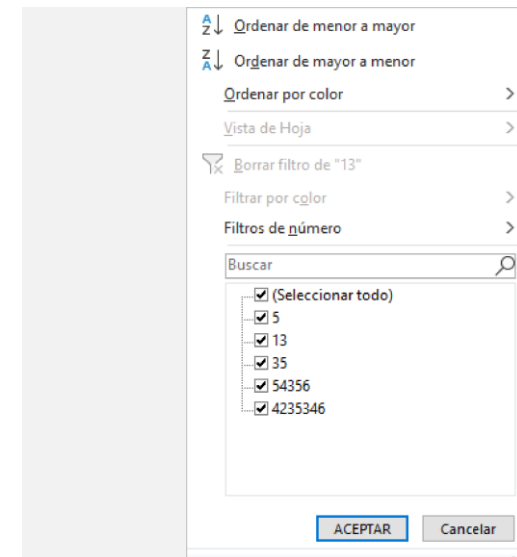 Ordenar de menor a mayor
Ordenar de mayor a menor
Ordenar por color
Vista de Hoja
Borrar filtro de "13"
Filtrar por color
Filtros de número
Buscar
(Seleccionar todo)
5
13
35
54356
4235346
ACEPTAR Cancelar